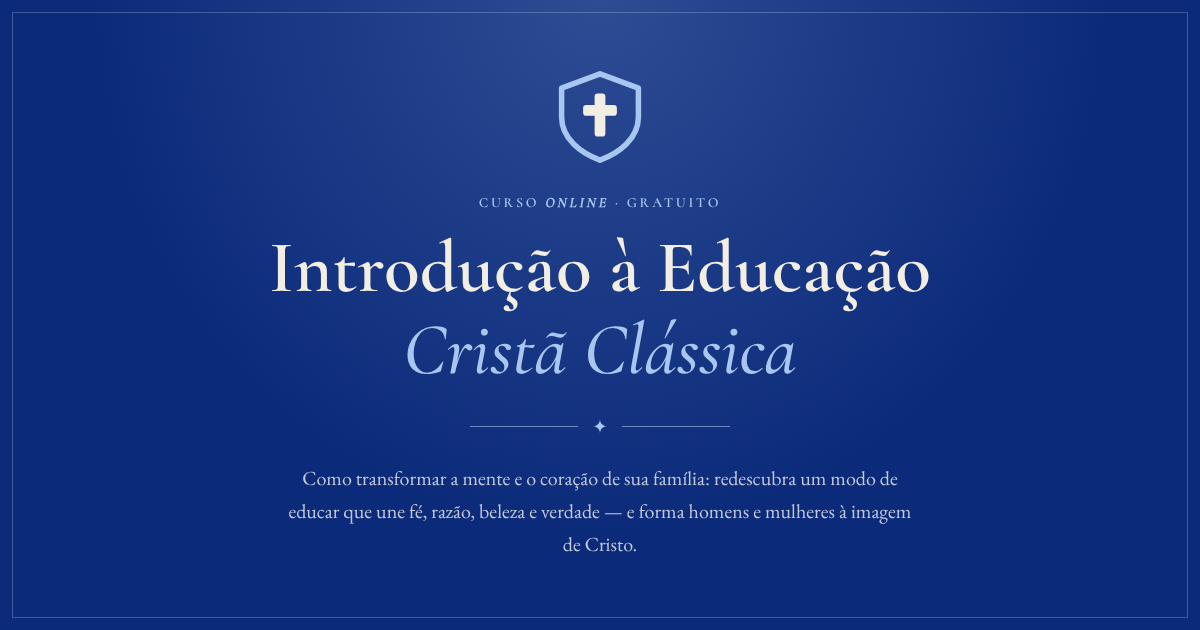 CURSO ONLINE · GRATUITO
Introdução à Educação
Cristã Clássica
Como transformar a mente e o coração de sua família: redescubra um modo de
educar que une fé, razão, beleza e verdade — e forma homens e mulheres à imagem
de Cristo.